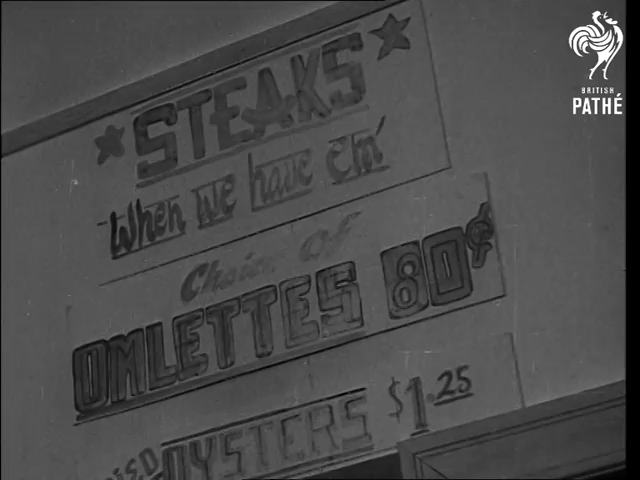 BRITISH
PATHÉ
STEAKS
When we have em'
Choice Of
OMLETTES 80¢
OYSTERS $1.25